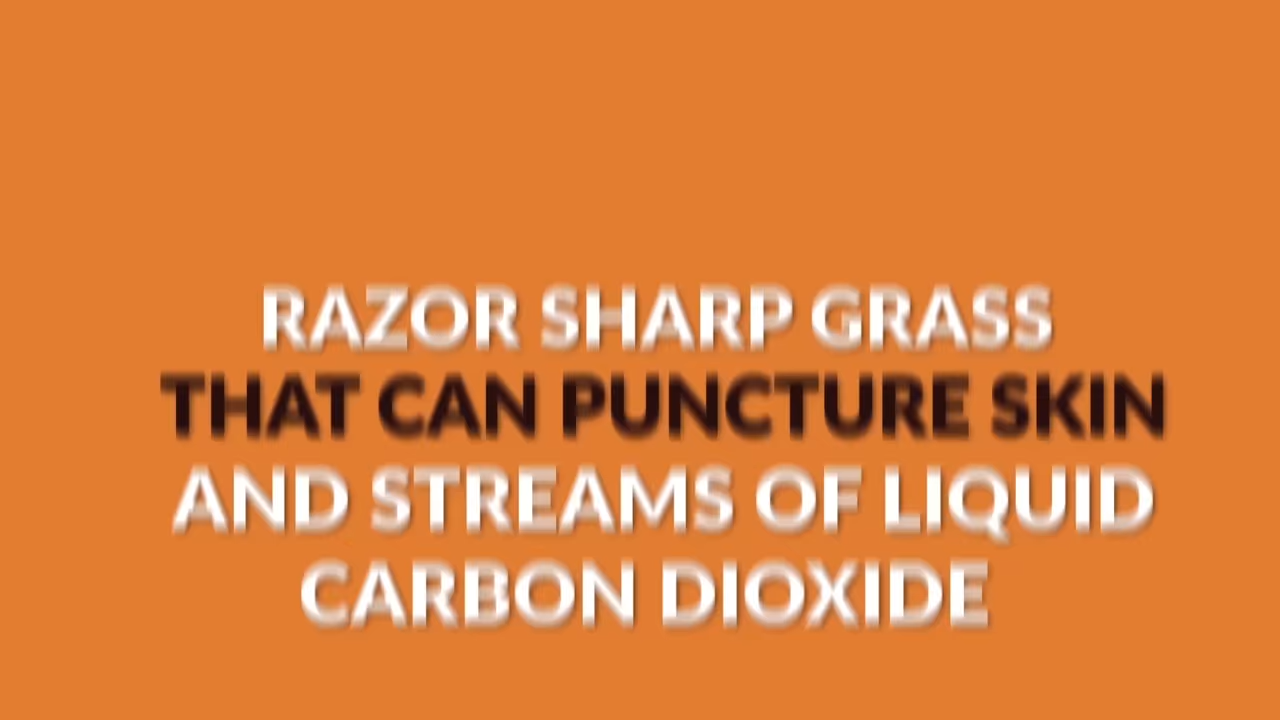 RAZOR SHARP GRASS
THAT CAN PUNCTURE SKIN
AND STREAMS OF LIQUID
CARBON DIOXIDE